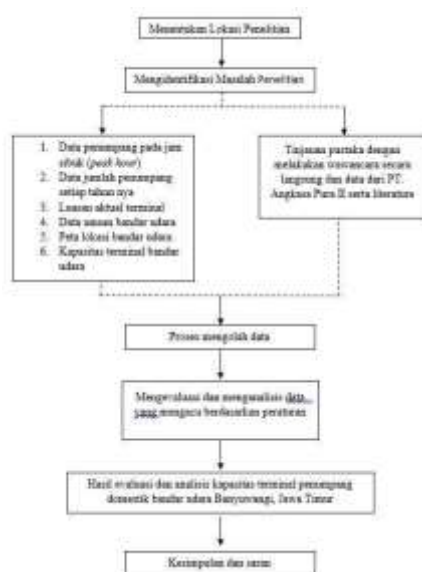 Menentukan Lokasi Penelitian
Mengidentifikasi Masalah Penelitian
1. Data penumpang pada jam
sibuk (peak hour)
2. Data jumlah penumpang
setiap tahun nya
3. Luasan aktual terminal
4. Data susunan bandar udara
5. Peta lokasi bandar udara
6. Kapasitas terminal bandar
udara
Tinjauan pustaka dengan
melakukan wawancara secara
langsung dan data dari PT.
Angkasa Pura II serta literatur
Proses mengolah data
Mengevaluasi dan menganalisis data
yang mengacu berdasarkan peraturan
Hasil evaluasi dan analisis kapasitas terminal penumpang
domestik bandar udara Banyuwangi, Jawa Timur
Kesimpulan dan saran